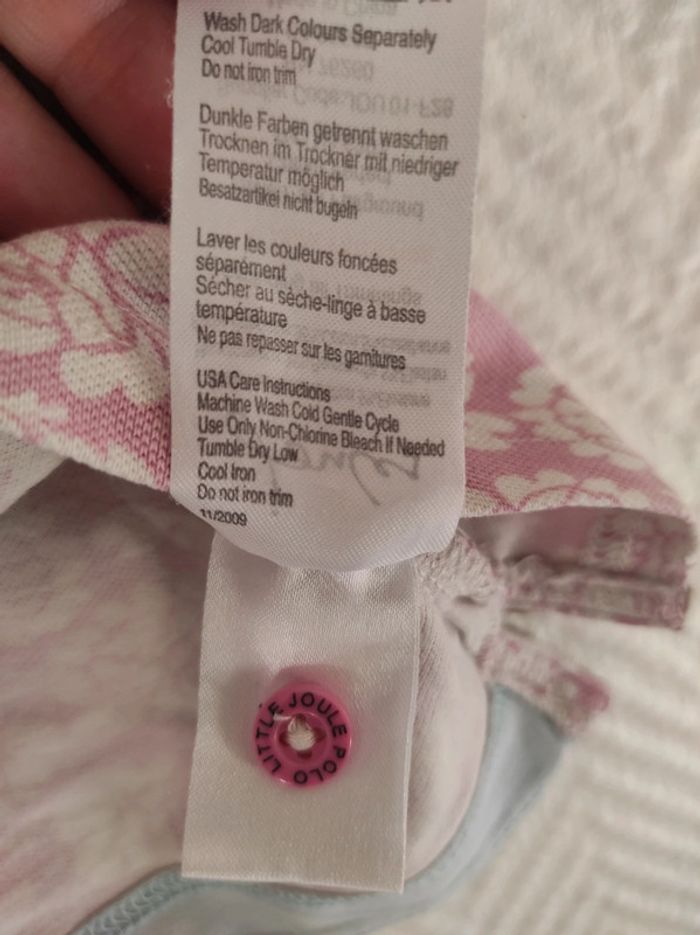 Wash Dark Colours Separately
Cool Tumble Dry
Do not iron trim
Dunkle Farben getrennt waschen
Trocknen im Trockner mit niedriger
Temperatur möglich
Besatzartikel nicht bugeln
Laver les couleurs foncées
séparément
Sécher au sèche-linge à basse
température
Ne pas repasser sur les garnitures
USA Care Instructions
Machine Wash Cold Gentle Cycle
Use Only Non-Chlorine Bleach If Needed
Tumble Dry Low
Cool Iron
Do not iron trim
11/2009
LITTLE JOULE POLO